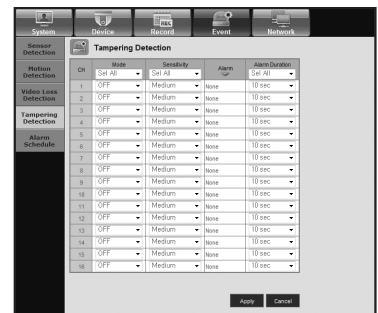 System Device Record Event Network
REC
Sensor Detection
Motion Detection
Video Loss Detection
Tampering Detection
Alarm Schedule
Tampering Detection
CH Mode Sensitivity Alarm Alarm Duration
Sel All Sel All Sel All
1 OFF Medium None 10 sec
2 OFF Medium None 10 sec
3 OFF Medium None 10 sec
4 OFF Medium None 10 sec
5 OFF Medium None 10 sec
6 OFF Medium None 10 sec
7 OFF Medium None 10 sec
8 OFF Medium None 10 sec
9 OFF Medium None 10 sec
10 OFF Medium None 10 sec
11 OFF Medium None 10 sec
12 OFF Medium None 10 sec
13 OFF Medium None 10 sec
14 OFF Medium None 10 sec
15 OFF Medium None 10 sec
16 OFF Medium None 10 sec
Apply Cancel